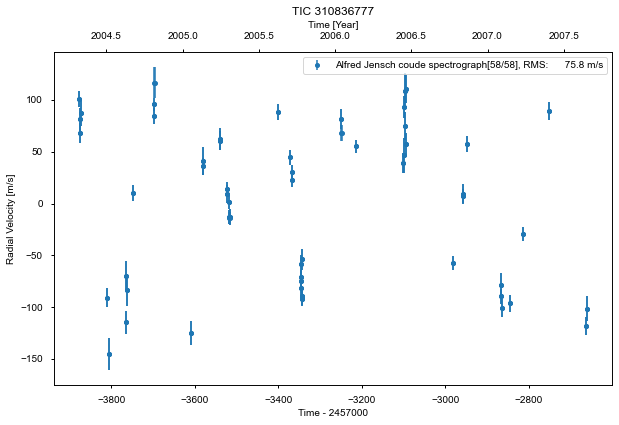 TIC 310836777
Time [Year]
2004.5 2005.0 2005.5 2006.0 2006.5 2007.0 2007.5
Alfred Jensch coude spectrograph[58/58], RMS: 75.8 m/s
100
50
0
−50
−100
−150
Radial Velocity [m/s]
−3800 −3600 −3400 −3200 −3000 −2800
Time - 2457000